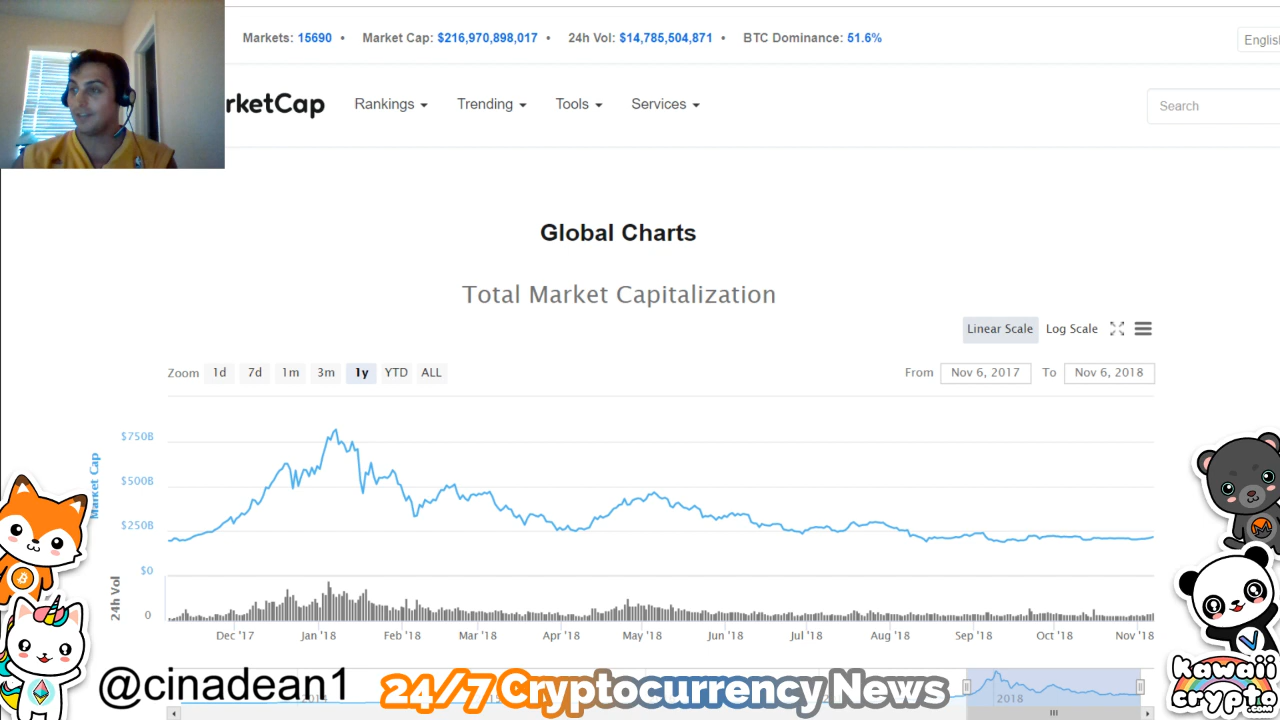 Markets: 15690 • Market Cap: $216,970,898,017 • 24h Vol: $14,785,504,871 • BTC Dominance: 51.6%
English
rketCap Rankings Trending Tools Services
Search
Global Charts
Total Market Capitalization
Linear Scale Log Scale
Zoom 1d 7d 1m 3m 1y YTD ALL From Nov 6, 2017 To Nov 6, 2018
Market Cap
$750B
$500B
$250B
$0
24h Vol
0
Dec '17 Jan '18 Feb '18 Mar '18 Apr '18 May '18 Jun '18 Jul '18 Aug '18 Sep '18 Oct '18 Nov '18
2018
@cinadean1
24/7 Cryptocurrency News
kawaii
crypto
.com